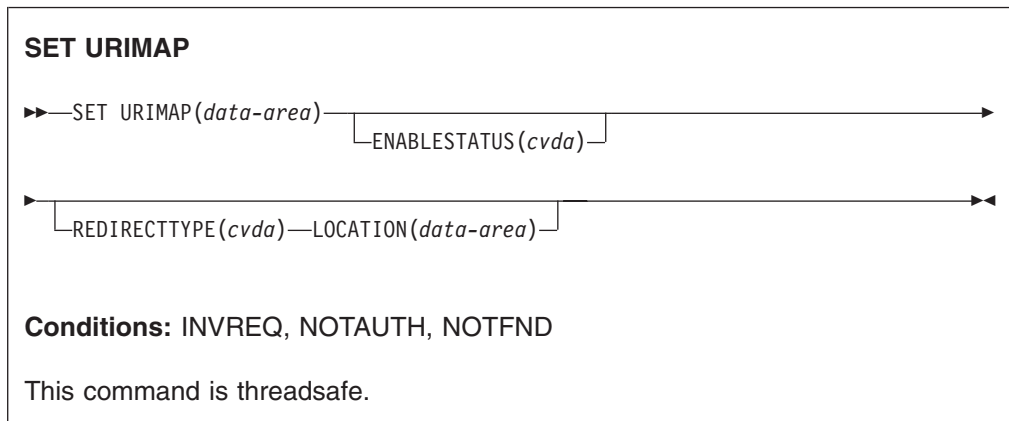 SET URIMAP
SET URIMAP(data-area)
ENABLESTATUS(cvda)
REDIRECTTYPE(cvda) LOCATION(data-area)
Conditions: INVREQ, NOTAUTH, NOTFND
This command is threadsafe.